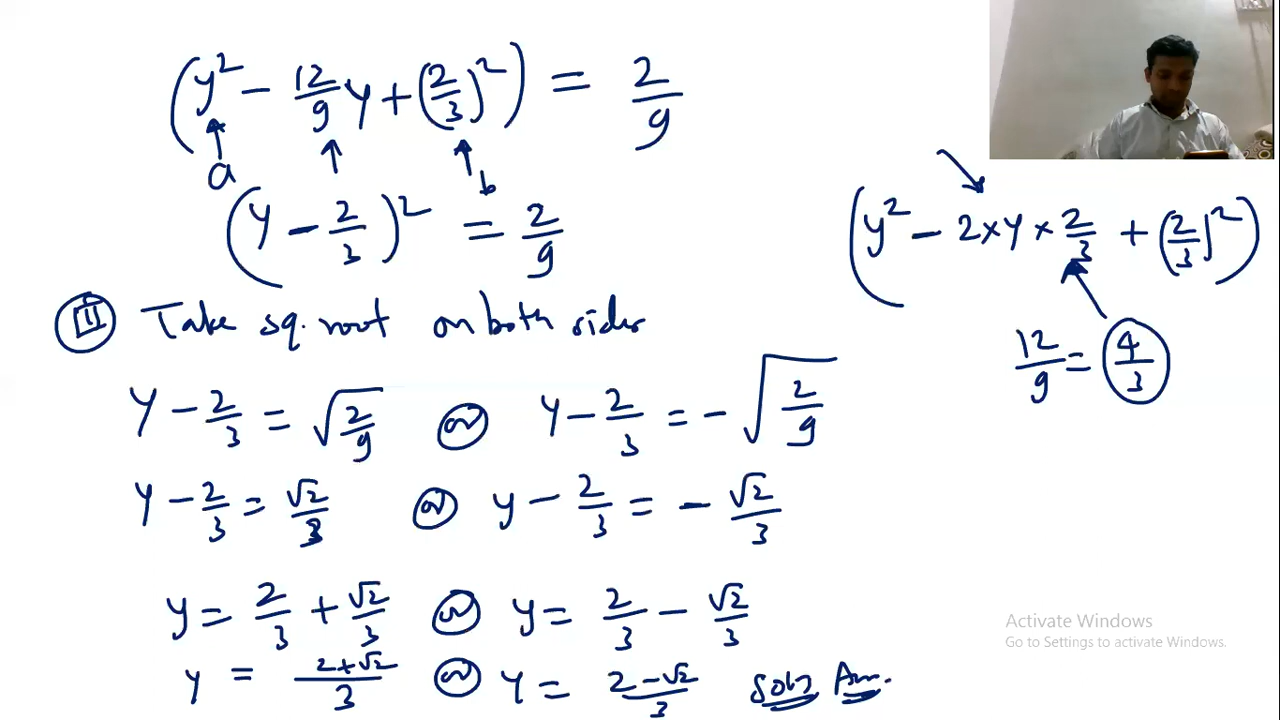 (y² − 12/9 y + (2/3)²) = 2/9
a
b
(y − 2/3)² = 2/9
(y² − 2×y×2/3 + (2/3)²)
12/9 = 4/3
III Take sq. root on both sides
y − 2/3 = √(2/9) or y − 2/3 = − √(2/9)
y − 2/3 = √2/3 or y − 2/3 = − √2/3
y = 2/3 + √2/3 or y = 2/3 − √2/3
y = (2+√2)/3 or y = (2−√2)/3 Soln Ans.
Activate Windows
Go to Settings to activate Windows.